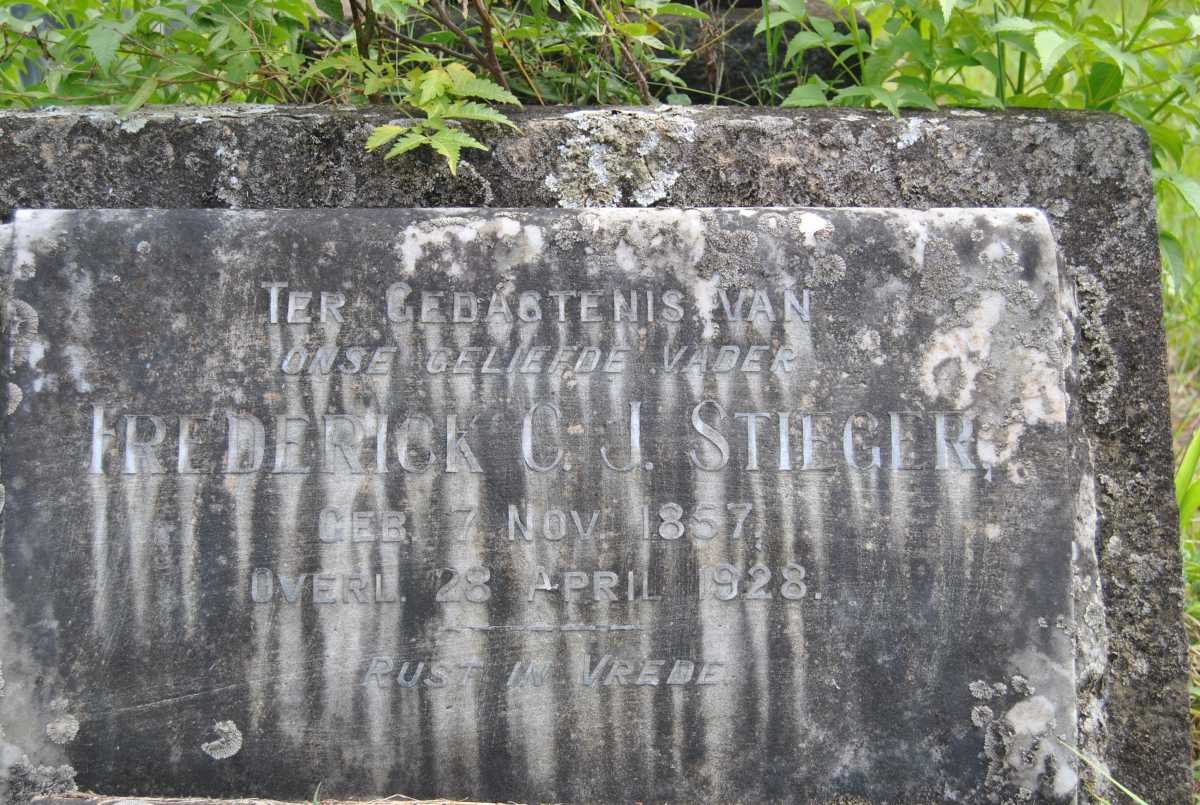 TER GEDAGTENIS VAN
ONSE GELIEFDE VADER
FREDERICK C. J. STIEGER,
GEB. 7 NOV. 1857,
OVERL. 28 APRIL 1928.
RUST IN VREDE